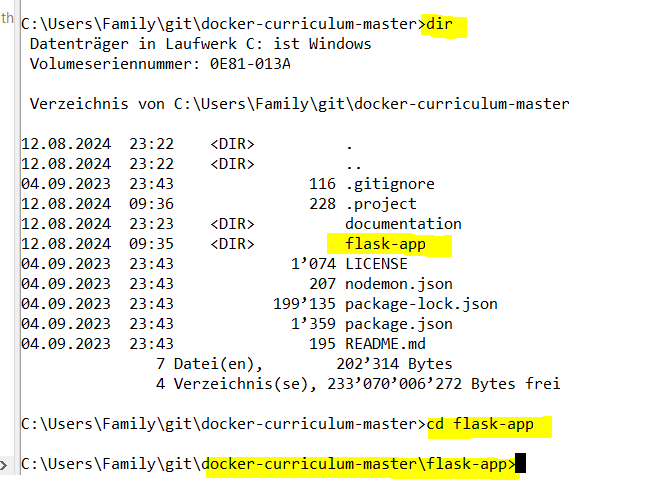 th
C:\Users\Family\git\docker-curriculum-master>dir
Datenträger in Laufwerk C: ist Windows
Volumeseriennummer: 0E81-013A
Verzeichnis von C:\Users\Family\git\docker-curriculum-master
12.08.2024  23:22    <DIR>          .
12.08.2024  23:22    <DIR>          ..
04.09.2023  23:43               116 .gitignore
12.08.2024  09:36               228 .project
12.08.2024  23:23    <DIR>          documentation
12.08.2024  09:35    <DIR>          flask-app
04.09.2023  23:43             1’074 LICENSE
04.09.2023  23:43               207 nodemon.json
04.09.2023  23:43           199’135 package-lock.json
04.09.2023  23:43             1’359 package.json
04.09.2023  23:43               195 README.md
7 Datei(en),        202’314 Bytes
4 Verzeichnis(se), 233’070’006’272 Bytes frei
C:\Users\Family\git\docker-curriculum-master>cd flask-app
C:\Users\Family\git\docker-curriculum-master\flask-app>